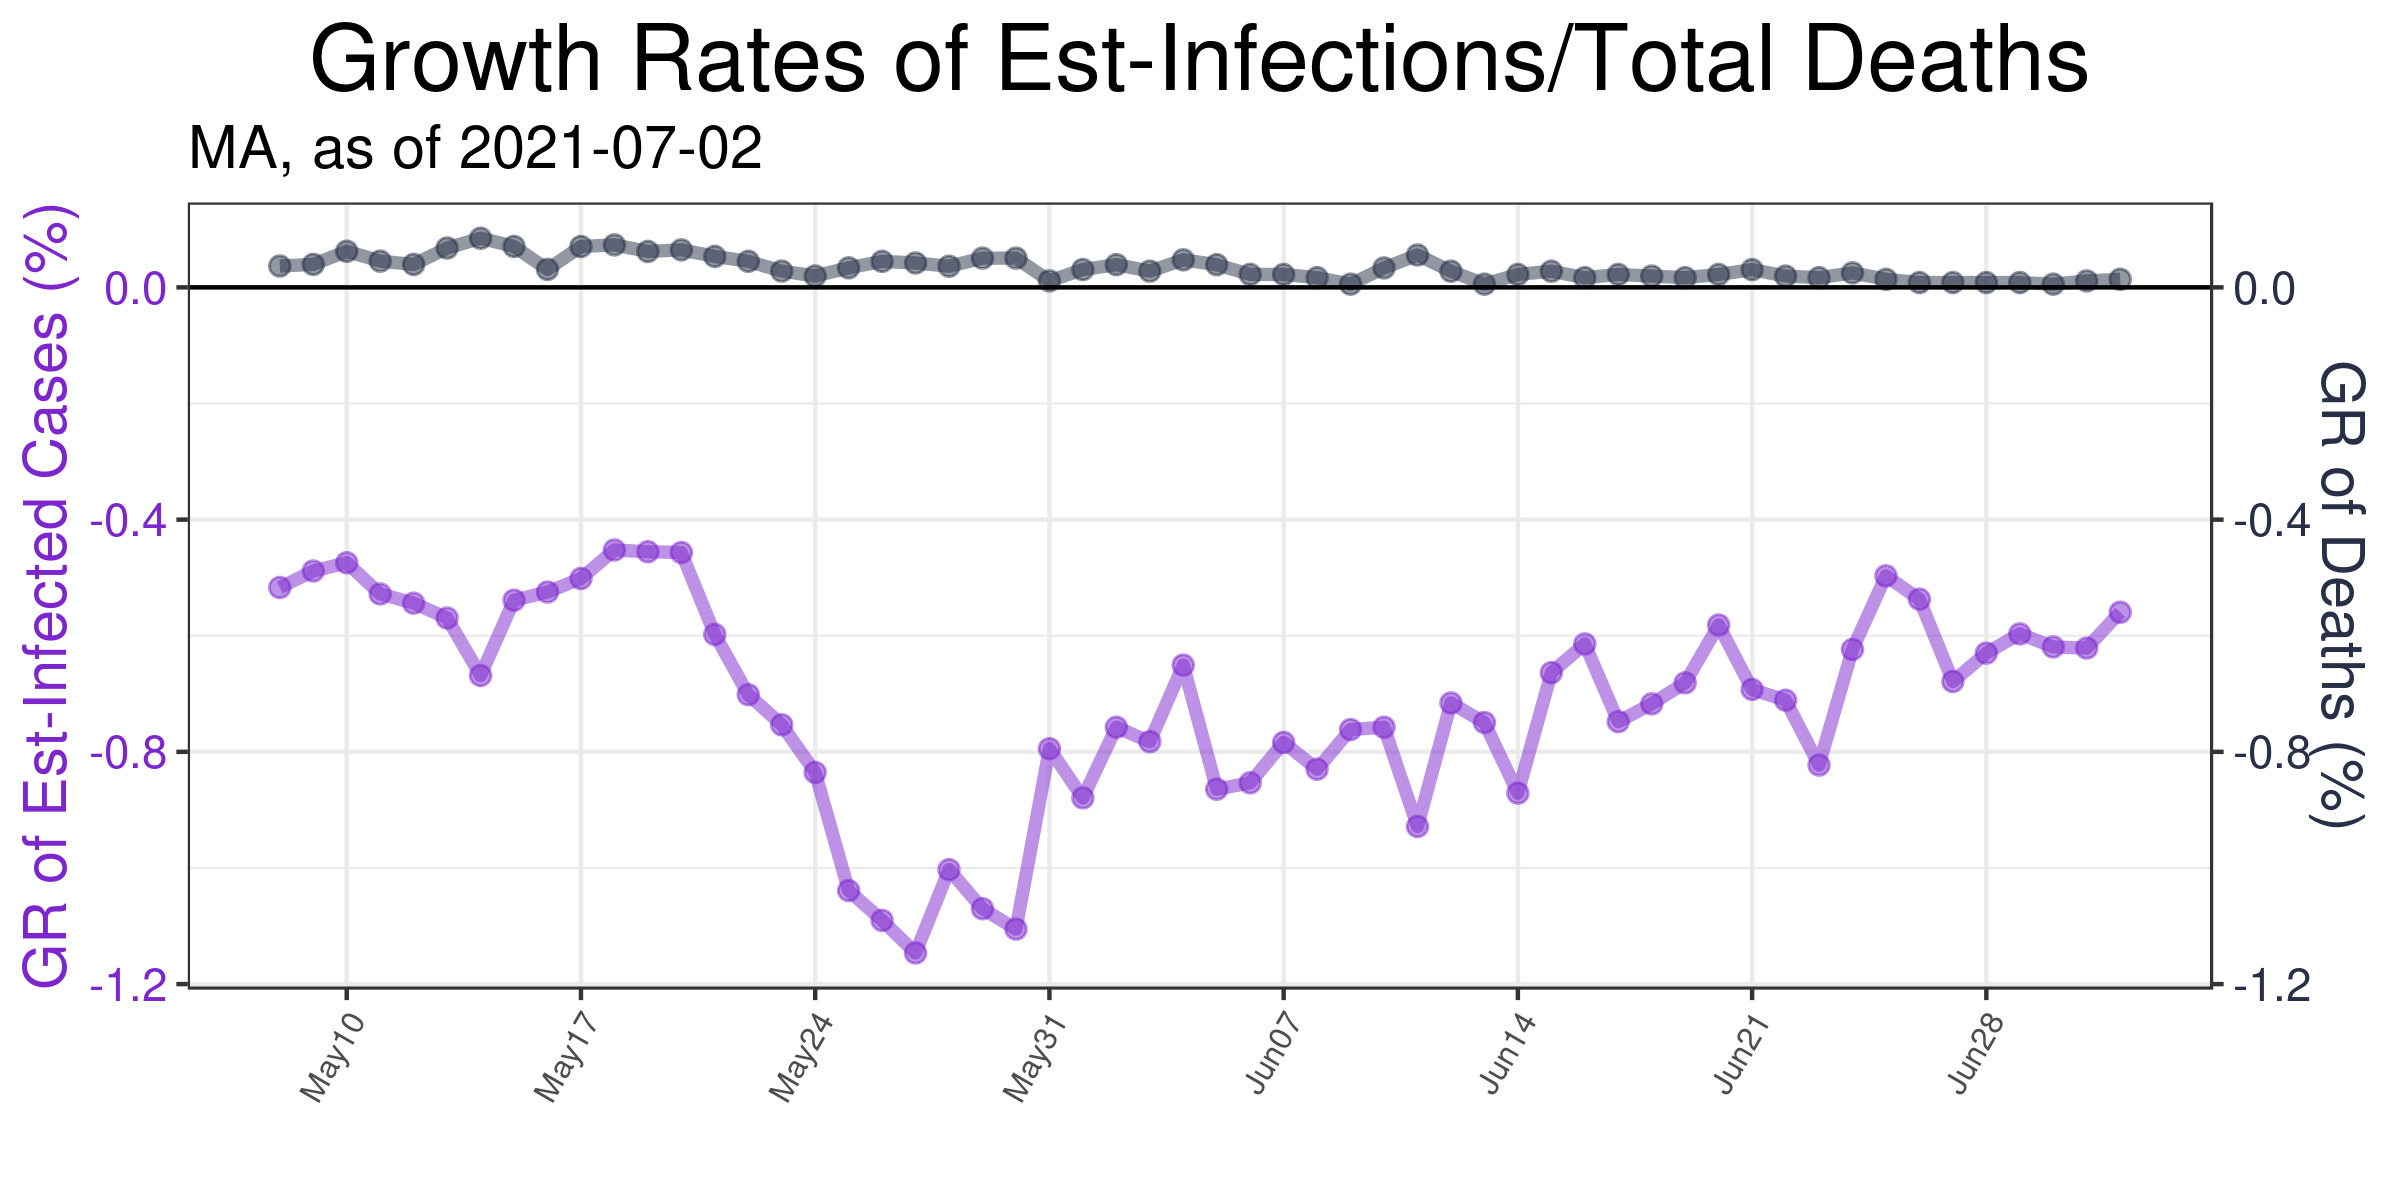 Growth Rates of Est-Infections/Total Deaths
MA, as of 2021-07-02
GR of Est-Infected Cases (%)
0.0
-0.4
-0.8
-1.2
0.0
-0.4
-0.8
-1.2
GR of Deaths (%)
May10
May17
May24
May31
Jun07
Jun14
Jun21
Jun28